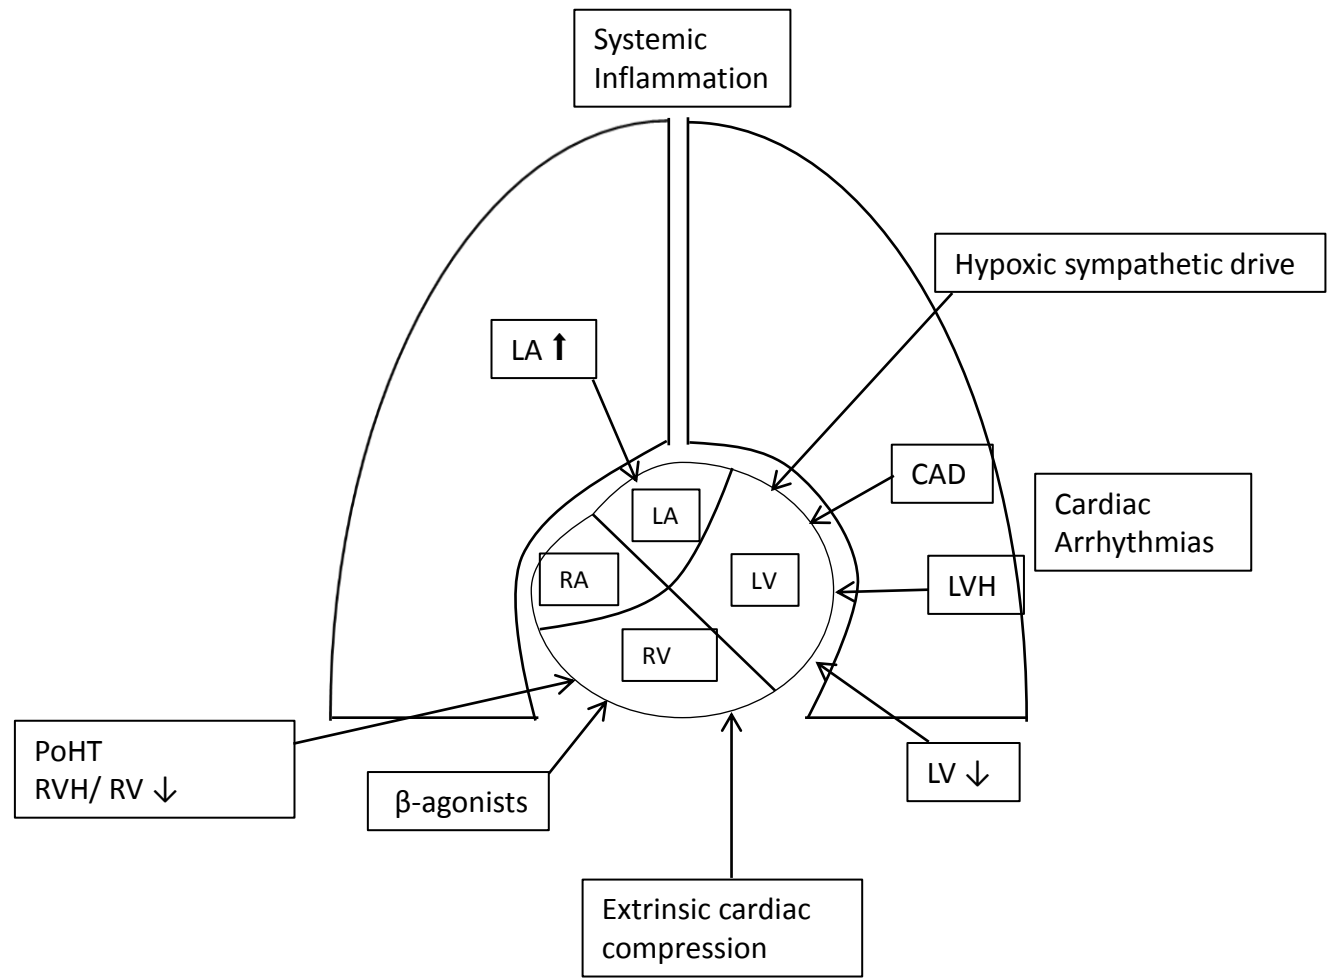 Systemic
Inflammation
Hypoxic sympathetic drive
LA ⬆
CAD
Cardiac
Arrhythmias
LA
RA
LV
LVH
RV
PoHT
RVH/ RV ↓
LV ↓
β-agonists
Extrinsic cardiac
compression